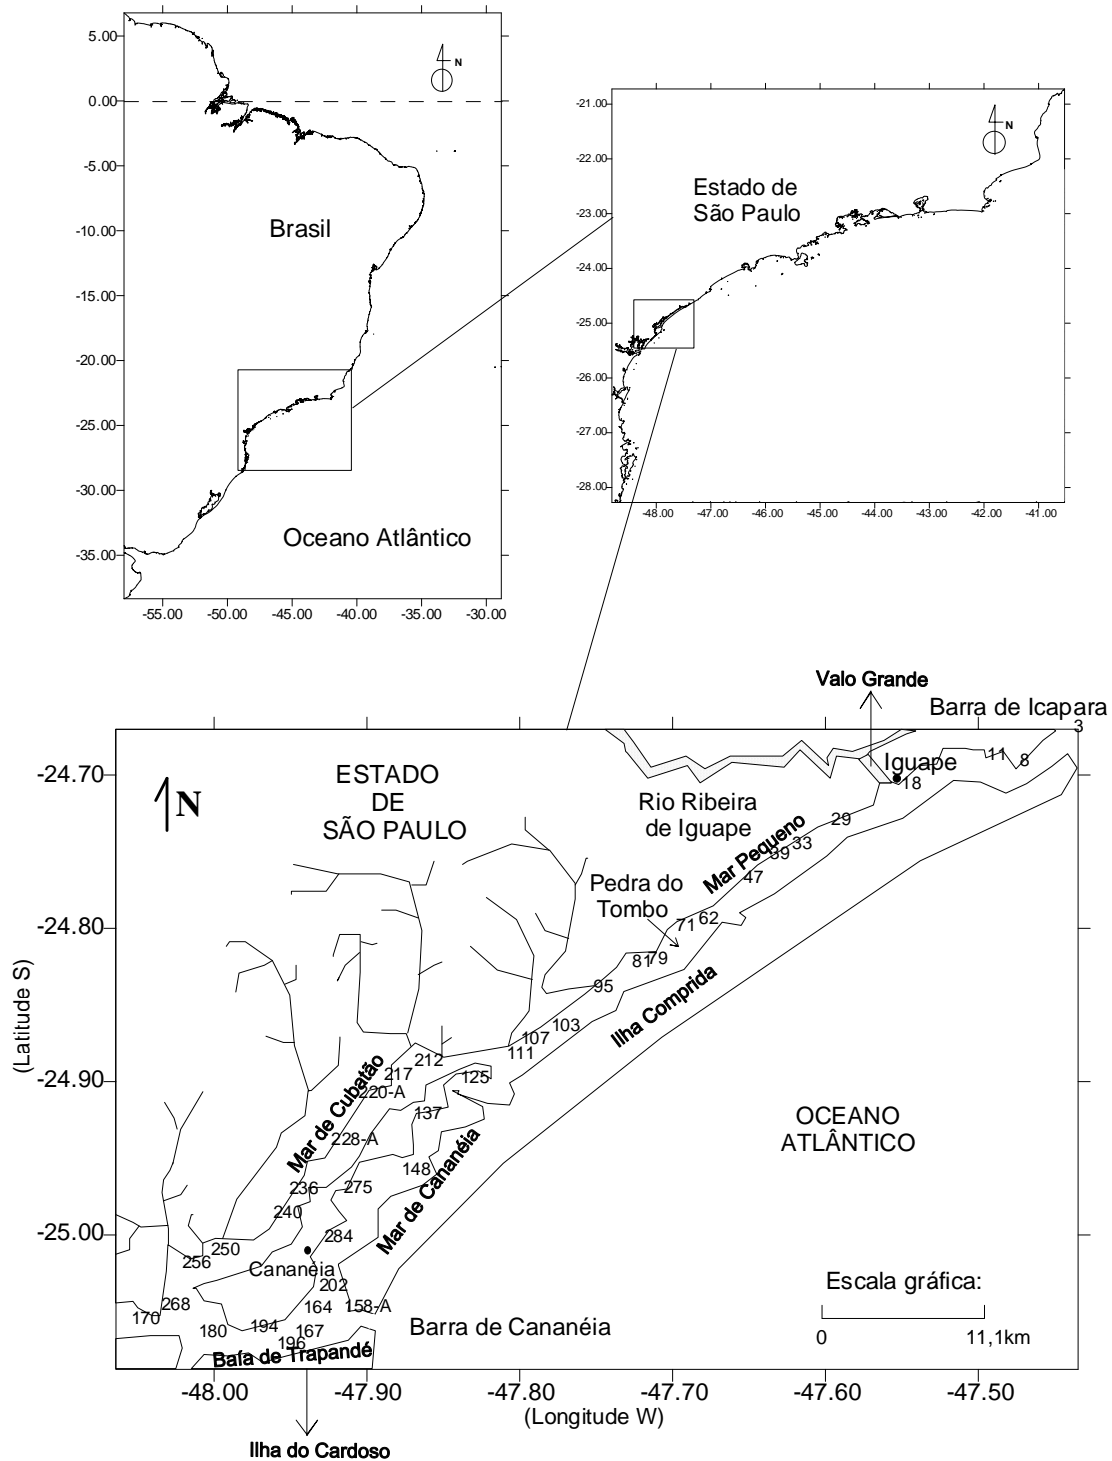 5.00
0.00
-5.00
-10.00
-15.00
-20.00
-25.00
-30.00
-35.00
-55.00
-50.00
-45.00
-40.00
-35.00
-30.00
N
Brasil
Oceano Atlântico
-21.00
-22.00
-23.00
-24.00
-25.00
-26.00
-27.00
-28.00
-48.00
-47.00
-46.00
-45.00
-44.00
-43.00
-42.00
-41.00
N
Estado de
São Paulo
Valo Grande
Barra de Icapara
3
11
8
Iguape
18
-24.70
-24.80
-24.90
-25.00
(Latitude S)
N
ESTADO
DE
SÃO PAULO
Rio Ribeira
de Iguape
Mar Pequeno
29
33
39
47
Pedra do
Tombo
62
71
79
81
95
Ilha Comprida
103
107
111
212
217
125
220-A
Mar de Cubatão
137
228-A
148
Mar de Cananéia
OCEANO
ATLÂNTICO
236
275
240
284
250
256
Cananéia
202
268
164
158-A
170
180
194
167
196
Barra de Cananéia
Baía de Trapandé
Escala gráfica:
0
11,1km
-48.00
-47.90
-47.80
-47.70
-47.60
-47.50
(Longitude W)
Ilha do Cardoso